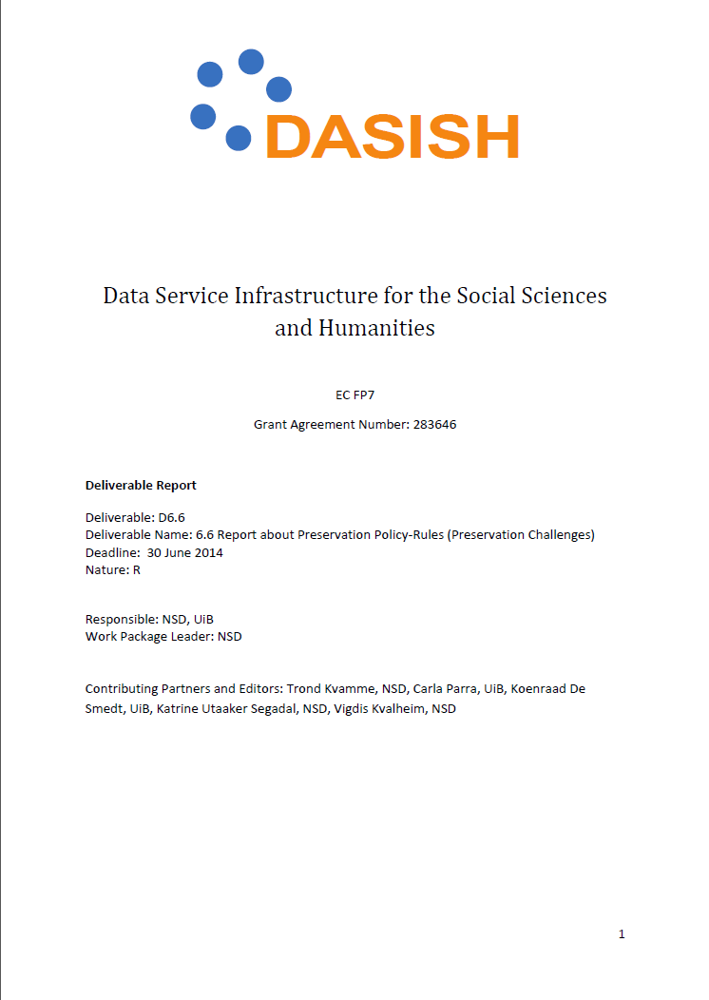 DASISH
Data Service Infrastructure for the Social Sciences
and Humanities
EC FP7
Grant Agreement Number: 283646
Deliverable Report
Deliverable: D6.6
Deliverable Name: 6.6 Report about Preservation Policy-Rules (Preservation Challenges)
Deadline:  30 June 2014
Nature: R
Responsible: NSD, UiB
Work Package Leader: NSD
Contributing Partners and Editors: Trond Kvamme, NSD, Carla Parra, UiB, Koenraad De
Smedt, UiB, Katrine Utaaker Segadal, NSD, Vigdis Kvalheim, NSD
1